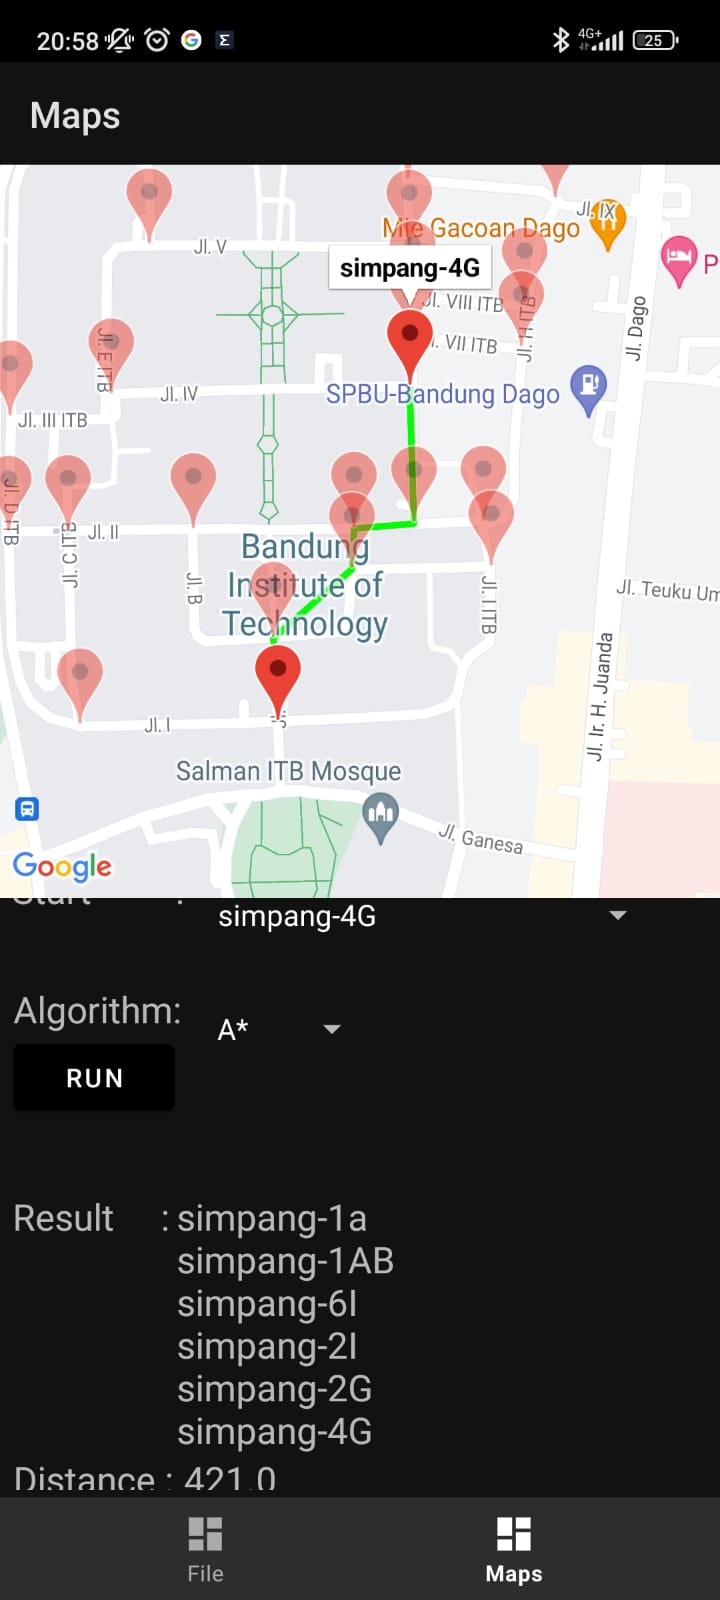 20:58
4G+
25
Maps
Jl. IX
Mie Gacoan Dago
Jl. V
simpang-4G
P
Jl. VIII ITB
Jl. Dago
l. VII ITB
Jl. H ITB
Jl. E ITB
Jl. IV
SPBU-Bandung Dago
Jl. III ITB
Jl. D ITB
Jl. C ITB
Jl. II
Bandung
Institute of
Technology
Jl. B
Jl. I ITB
Jl. Teuku Um
Jl. Ir. H. Juanda
Jl. I
Salman ITB Mosque
Jl. Ganesa
Google
Start :
simpang-4G
Algorithm:
A*
RUN
Result : simpang-1a
simpang-1AB
simpang-6I
simpang-2I
simpang-2G
simpang-4G
Distance : 421.0
File
Maps